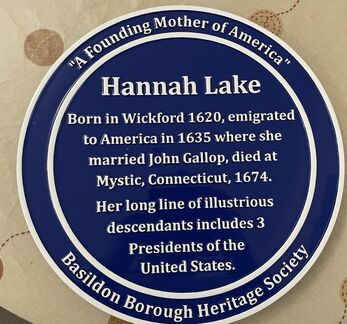 "A Founding Mother of America"
Hannah Lake
Born in Wickford 1620, emigrated
to America in 1635 where she
married John Gallop, died at
Mystic, Connecticut, 1674.
Her long line of illustrious
descendants includes 3
Presidents of the
United States.
Basildon Borough Heritage Society